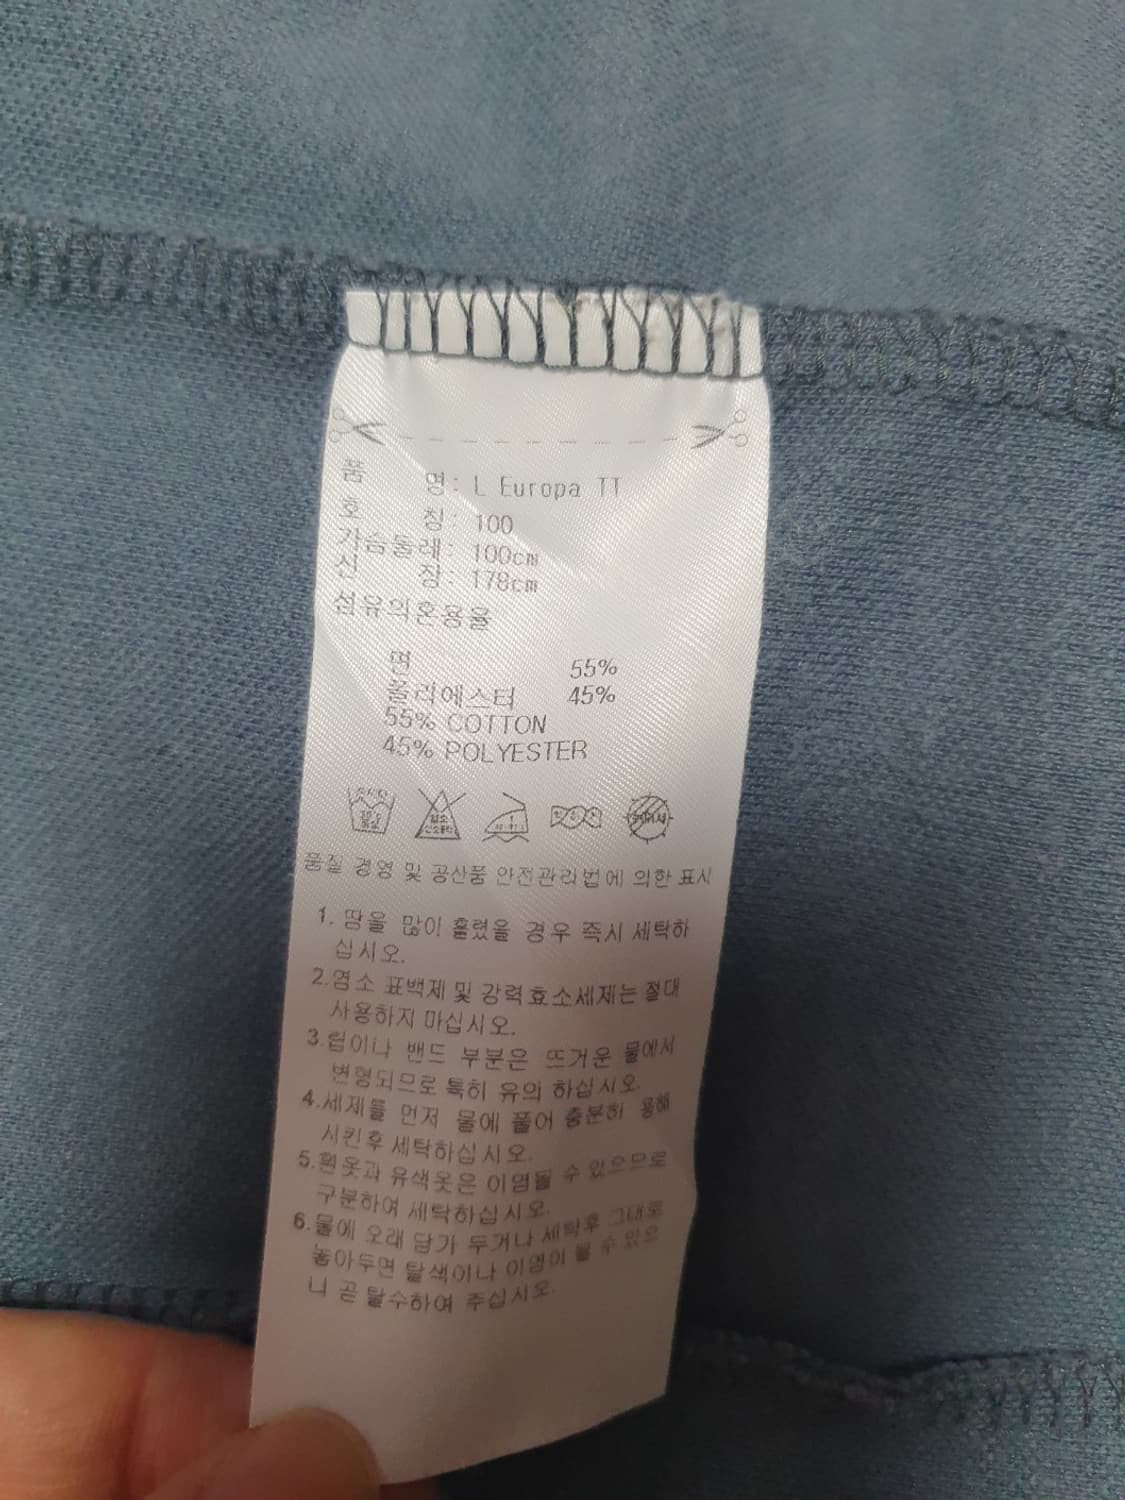 품 명: L Europa TT
호 칭: 100
가슴둘레: 100cm
신 장: 178cm
섬유의혼용율
면 55%
폴리에스터 45%
55% COTTON
45% POLYESTER
품질 경영 및 공산품 안전관리법에 의한 표시
1. 땀을 많이 흘렸을 경우 즉시 세탁하
십시오.
2.염소 표백제 및 강력효소세제는 절대
사용하지 마십시오.
3.립이나 밴드 부분은 뜨거운 물에서
변형되므로 특히 유의 하십시오.
4.세제를 먼저 물에 풀어 충분히 용해
시킨후 세탁하십시오.
5.흰옷과 유색옷은 이염될 수 있으므로
구분하여 세탁하십시오.
6.물에 오래 담가 두거나 세탁후 그대로
놓아두면 탈색이나 이염이 될 수 있으
니 곧 탈수하여 주십시오.